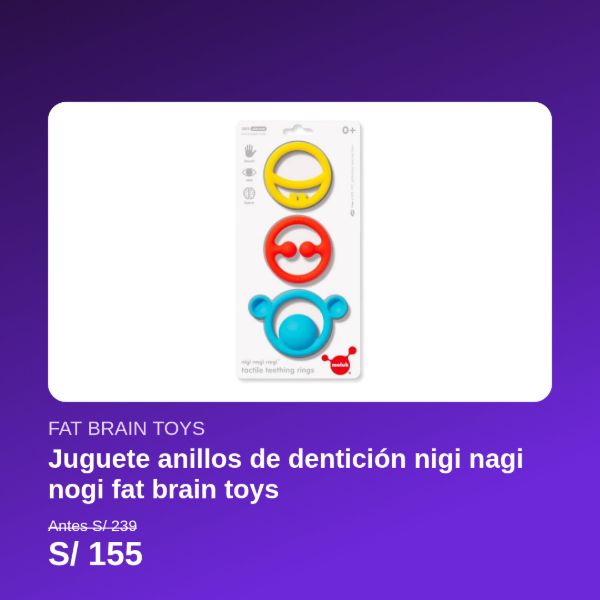 0+
nigi nagi nogi
tactile teething rings
moluk
FAT BRAIN TOYS
Juguete anillos de dentición nigi nagi
nogi fat brain toys
Antes S/ 239
S/ 155